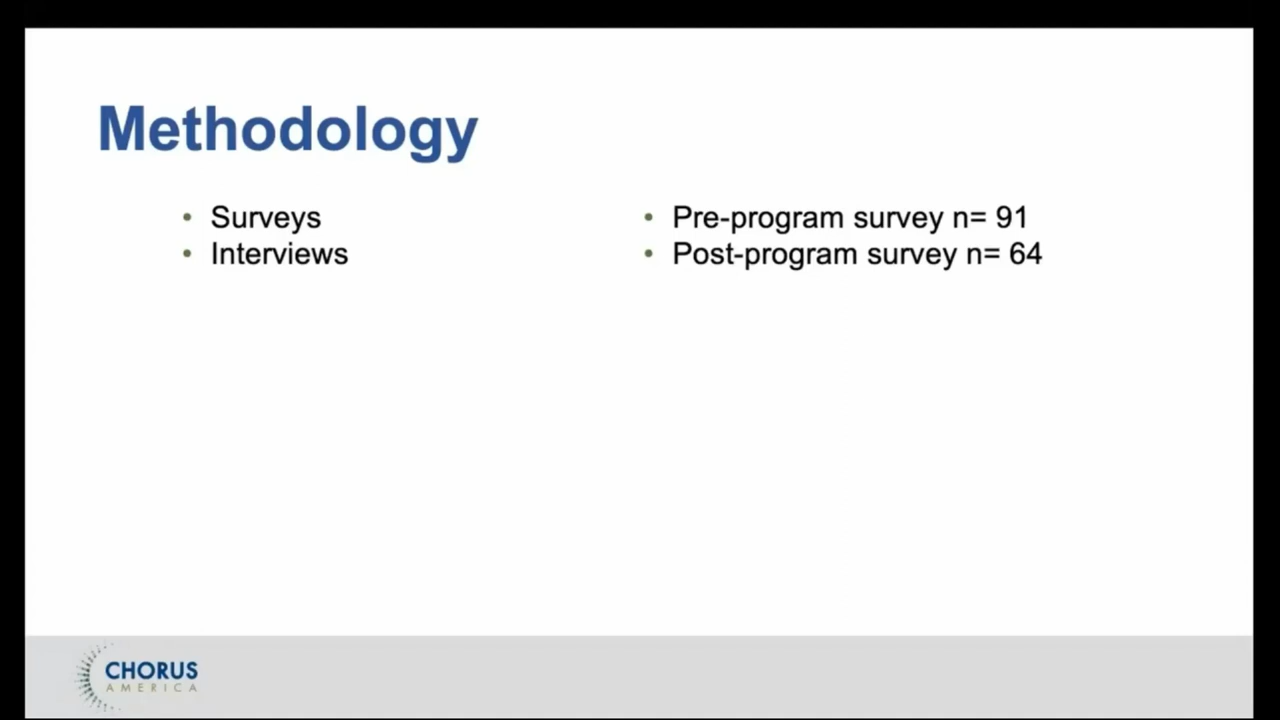 Methodology
• Surveys
• Interviews
• Pre-program survey n= 91
• Post-program survey n= 64
CHORUS
AMERICA